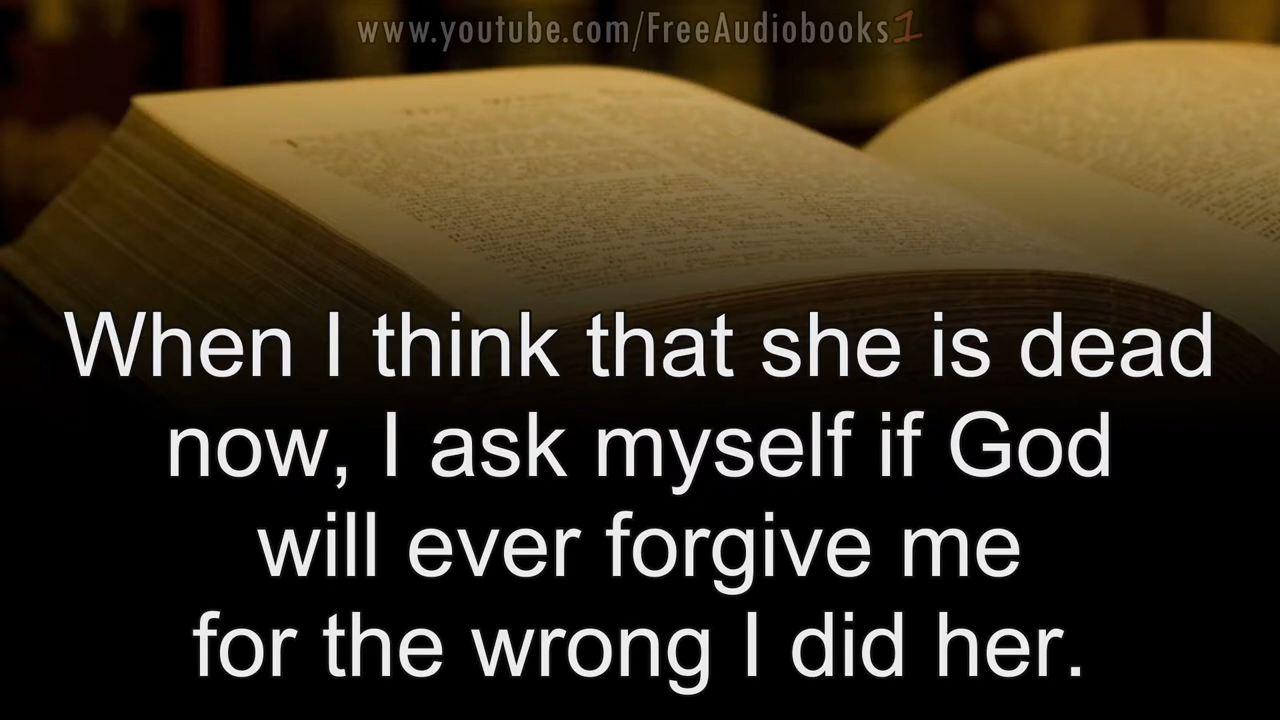 www.youtube.com/FreeAudiobooks1
When I think that she is dead
now, I ask myself if God
will ever forgive me
for the wrong I did her.